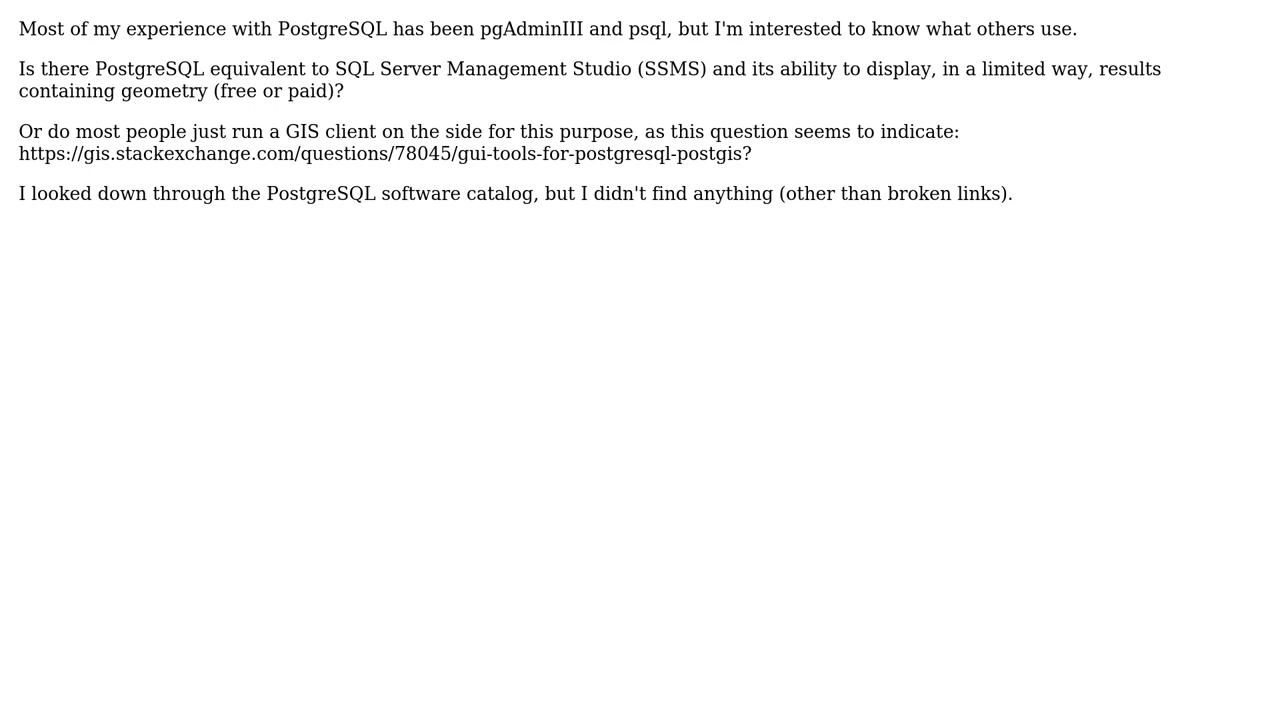 Most of my experience with PostgreSQL has been pgAdminIII and psql, but I'm interested to know what others use.
Is there PostgreSQL equivalent to SQL Server Management Studio (SSMS) and its ability to display, in a limited way, results
containing geometry (free or paid)?
Or do most people just run a GIS client on the side for this purpose, as this question seems to indicate:
https://gis.stackexchange.com/questions/78045/gui-tools-for-postgresql-postgis?
I looked down through the PostgreSQL software catalog, but I didn't find anything (other than broken links).